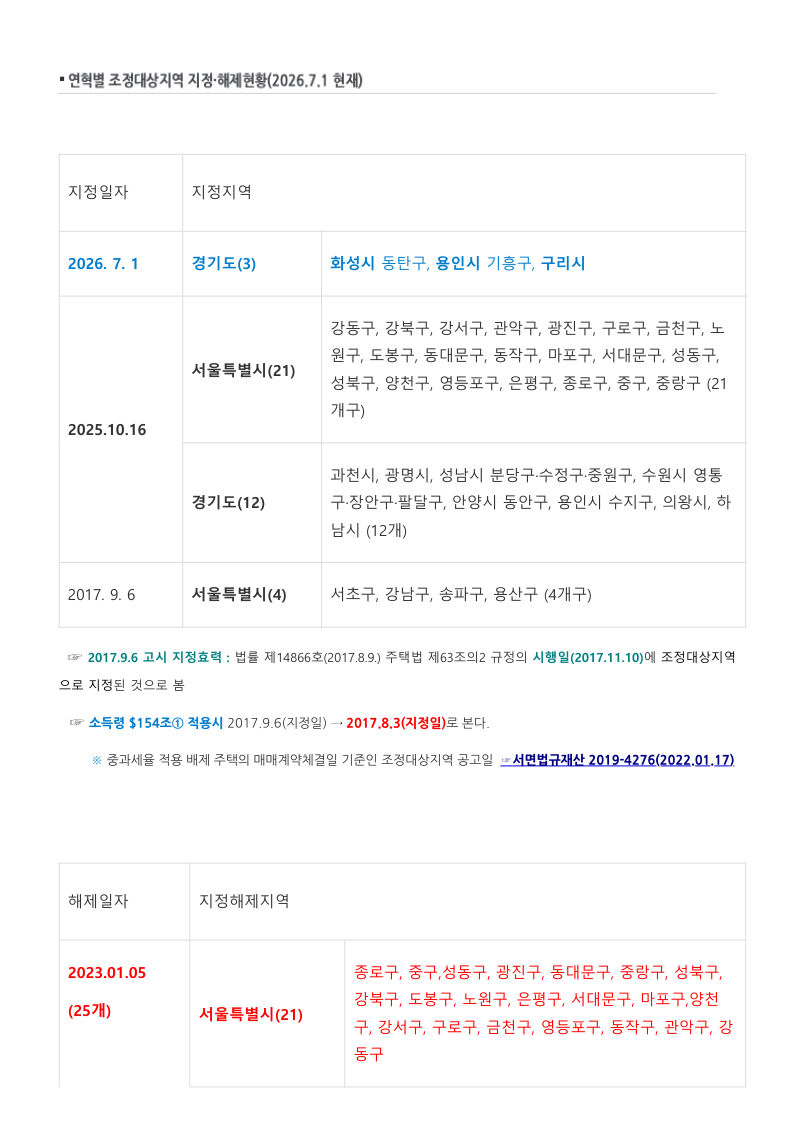 ▪ 연혁별 조정대상지역 지정·해제현황(2026.7.1 현재)
지정일자
지정지역
2026. 7. 1
경기도(3)
화성시 동탄구, 용인시 기흥구, 구리시
2025.10.16
서울특별시(21)
강동구, 강북구, 강서구, 관악구, 광진구, 구로구, 금천구, 노
원구, 도봉구, 동대문구, 동작구, 마포구, 서대문구, 성동구,
성북구, 양천구, 영등포구, 은평구, 종로구, 중구, 중랑구 (21
개구)
경기도(12)
과천시, 광명시, 성남시 분당구·수정구·중원구, 수원시 영통
구·장안구·팔달구, 안양시 동안구, 용인시 수지구, 의왕시, 하
남시 (12개)
2017. 9. 6
서울특별시(4)
서초구, 강남구, 송파구, 용산구 (4개구)
☞ 2017.9.6 고시 지정효력 : 법률 제14866호(2017.8.9.) 주택법 제63조의2 규정의 시행일(2017.11.10)에 조정대상지역
으로 지정된 것으로 봄
☞ 소득령 $154조① 적용시 2017.9.6(지정일) → 2017.8.3(지정일)로 본다.
※ 중과세율 적용 배제 주택의 매매계약체결일 기준인 조정대상지역 공고일 ☞서면법규재산 2019-4276(2022.01.17)
해제일자
지정해제지역
2023.01.05
(25개)
서울특별시(21)
종로구, 중구,성동구, 광진구, 동대문구, 중랑구, 성북구,
강북구, 도봉구, 노원구, 은평구, 서대문구, 마포구,양천
구, 강서구, 구로구, 금천구, 영등포구, 동작구, 관악구, 강
동구